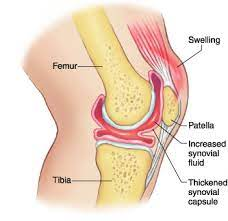 Swelling
Femur
Patella
Increased
synovial
fluid
Tibia
Thickened
synovial
capsule